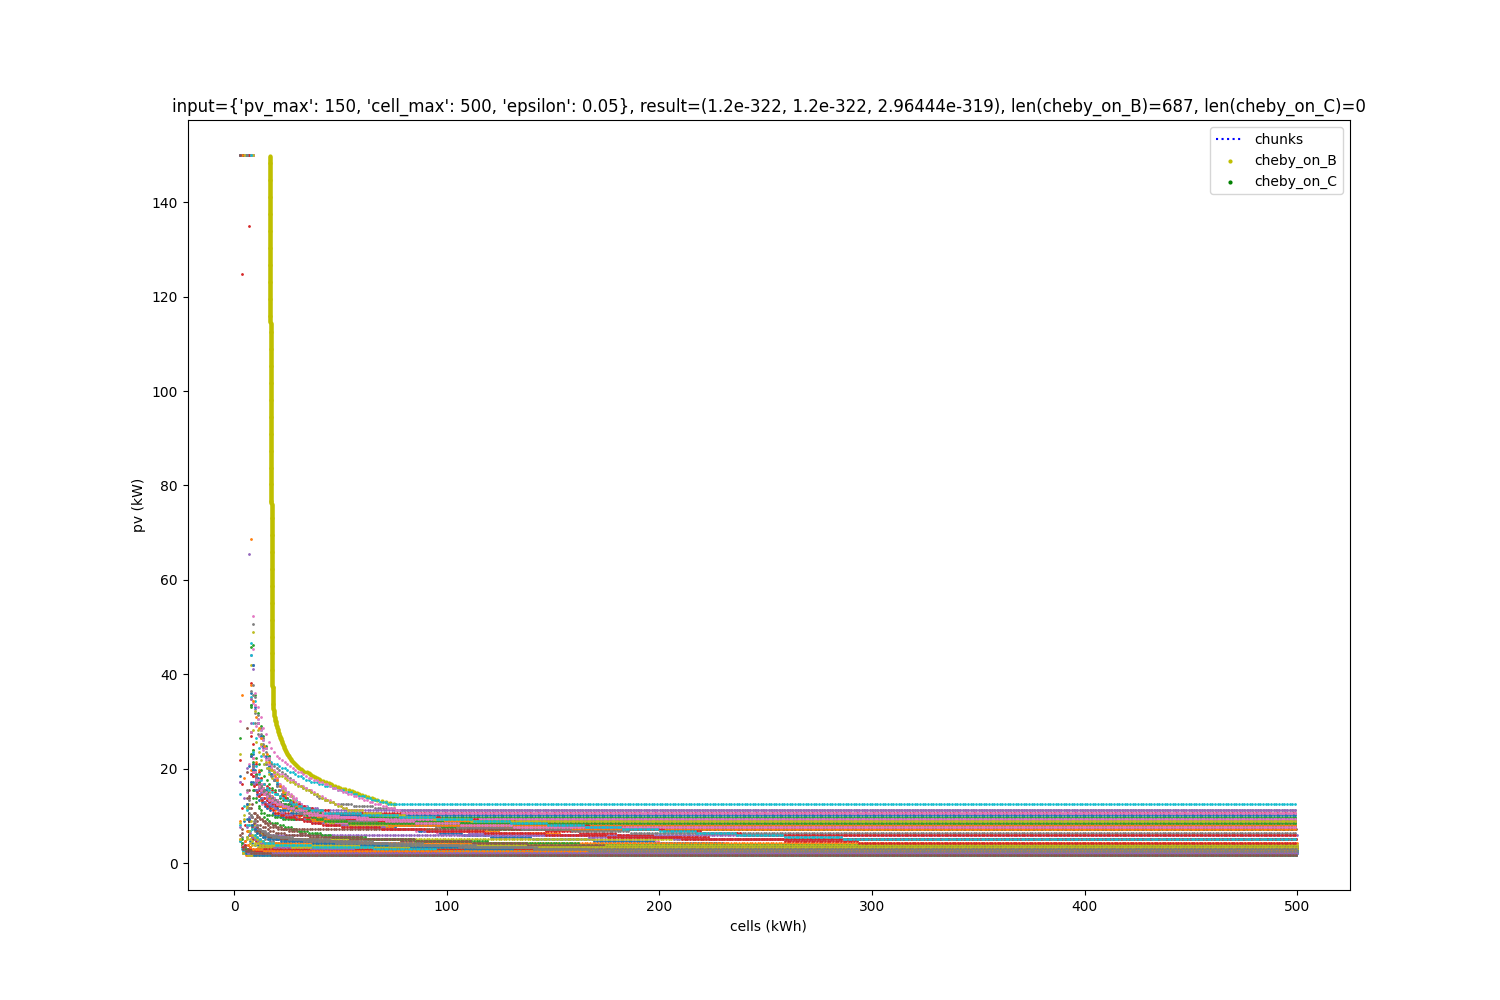 input={'pv_max': 150, 'cell_max': 500, 'epsilon': 0.05}, result=(1.2e-322, 1.2e-322, 2.96444e-319), len(cheby_on_B)=687, len(cheby_on_C)=0
chunks
cheby_on_B
cheby_on_C
140
120
100
80
60
40
20
0
pv (kW)
0 100 200 300 400 500
cells (kWh)